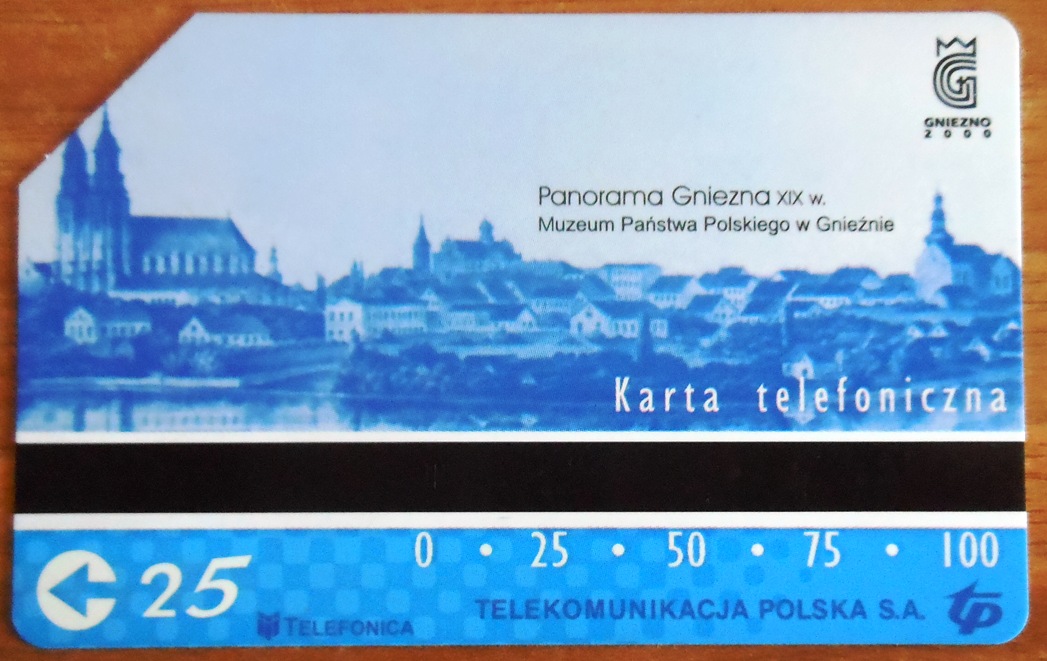 GNIEZNO
2000
Panorama Gniezna XIX w.
Muzeum Państwa Polskiego w Gnieźnie
Karta telefoniczna
0 • 25 • 50 • 75 • 100
25
TELEFONICA
TELEKOMUNIKACJA POLSKA S.A. tp